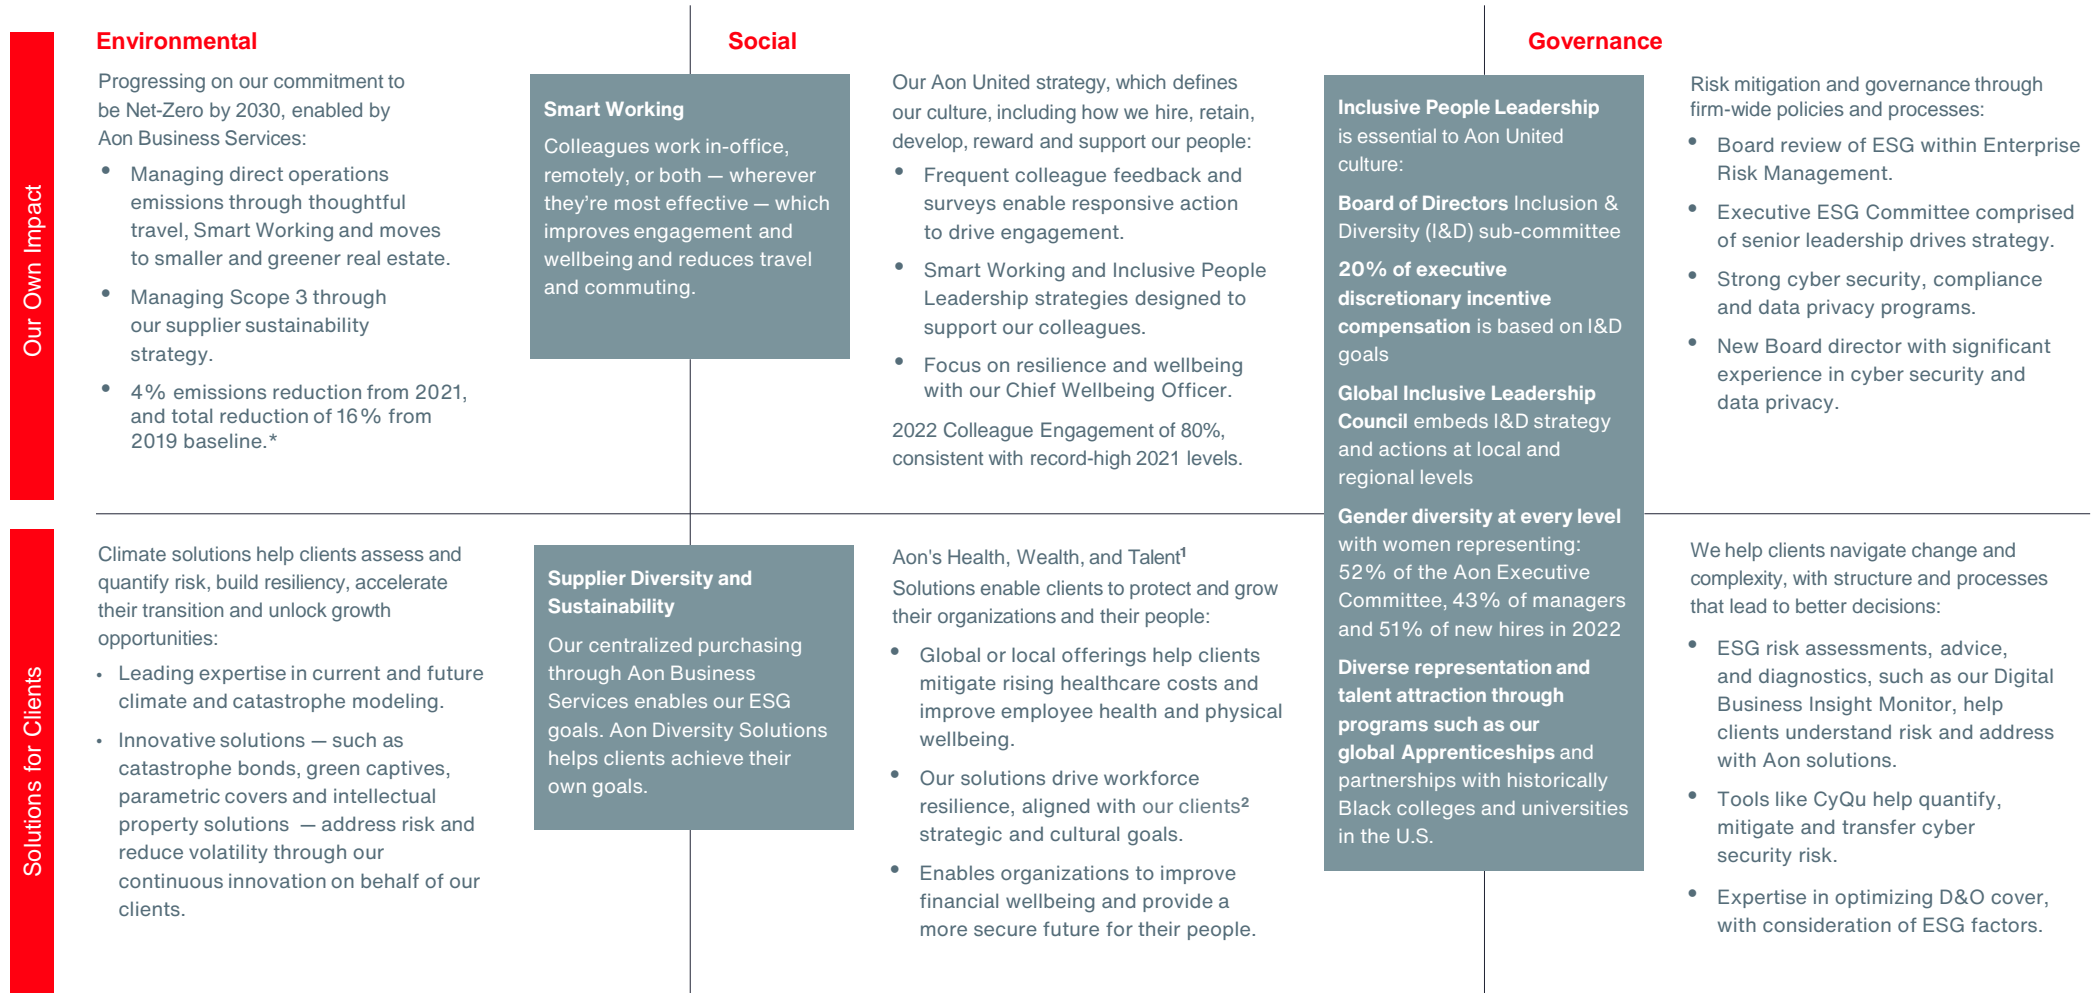 Environmental
Social
Governance
Our Own Impact
Progressing on our commitment to
be Net-Zero by 2030, enabled by
Aon Business Services:
• Managing direct operations
emissions through thoughtful
travel, Smart Working and moves
to smaller and greener real estate.
• Managing Scope 3 through
our supplier sustainability
strategy.
• 4% emissions reduction from 2021,
and total reduction of 16% from
2019 baseline.*
Smart Working
Colleagues work in-office,
remotely, or both — wherever
they're most effective — which
improves engagement and
wellbeing and reduces travel
and commuting.
Our Aon United strategy, which defines
our culture, including how we hire, retain,
develop, reward and support our people:
• Frequent colleague feedback and
surveys enable responsive action
to drive engagement.
• Smart Working and Inclusive People
Leadership strategies designed to
support our colleagues.
• Focus on resilience and wellbeing
with our Chief Wellbeing Officer.
2022 Colleague Engagement of 80%,
consistent with record-high 2021 levels.
Inclusive People Leadership
is essential to Aon United
culture:
Board of Directors Inclusion &
Diversity (I&D) sub-committee
20% of executive
discretionary incentive
compensation is based on I&D
goals
Global Inclusive Leadership
Council embeds I&D strategy
and actions at local and
regional levels
Gender diversity at every level
with women representing:
52% of the Aon Executive
Committee, 43% of managers
and 51% of new hires in 2022
Diverse representation and
talent attraction through
programs such as our
global Apprenticeships and
partnerships with historically
Black colleges and universities
in the U.S.
Risk mitigation and governance through
firm-wide policies and processes:
• Board review of ESG within Enterprise
Risk Management.
• Executive ESG Committee comprised
of senior leadership drives strategy.
• Strong cyber security, compliance
and data privacy programs.
• New Board director with significant
experience in cyber security and
data privacy.
Solutions for Clients
Climate solutions help clients assess and
quantify risk, build resiliency, accelerate
their transition and unlock growth
opportunities:
• Leading expertise in current and future
climate and catastrophe modeling.
• Innovative solutions — such as
catastrophe bonds, green captives,
parametric covers and intellectual
property solutions — address risk and
reduce volatility through our
continuous innovation on behalf of our
clients.
Supplier Diversity and
Sustainability
Our centralized purchasing
through Aon Business
Services enables our ESG
goals. Aon Diversity Solutions
helps clients achieve their
own goals.
Aon's Health, Wealth, and Talent¹
Solutions enable clients to protect and grow
their organizations and their people:
• Global or local offerings help clients
mitigate rising healthcare costs and
improve employee health and physical
wellbeing.
• Our solutions drive workforce
resilience, aligned with our clients²
strategic and cultural goals.
• Enables organizations to improve
financial wellbeing and provide a
more secure future for their people.
We help clients navigate change and
complexity, with structure and processes
that lead to better decisions:
• ESG risk assessments, advice,
and diagnostics, such as our Digital
Business Insight Monitor, help
clients understand risk and address
with Aon solutions.
• Tools like CyQu help quantify,
mitigate and transfer cyber
security risk.
• Expertise in optimizing D&O cover,
with consideration of ESG factors.